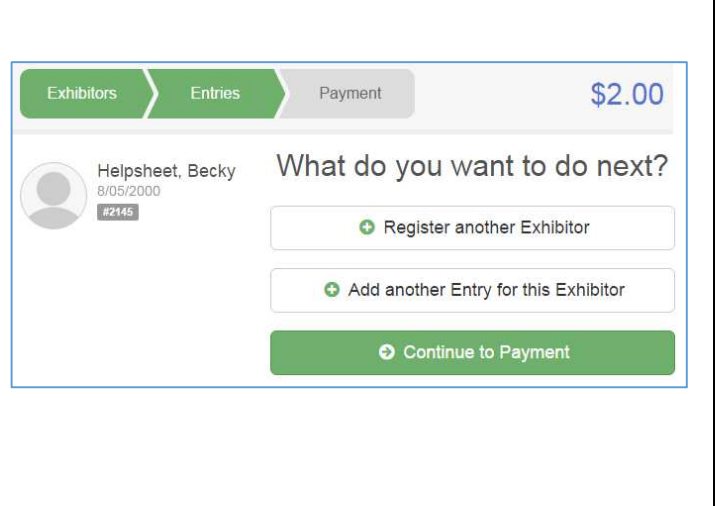 Exhibitors Entries Payment $2.00
Helpsheet, Becky
8/05/2000
#2145
What do you want to do next?
Register another Exhibitor
Add another Entry for this Exhibitor
Continue to Payment